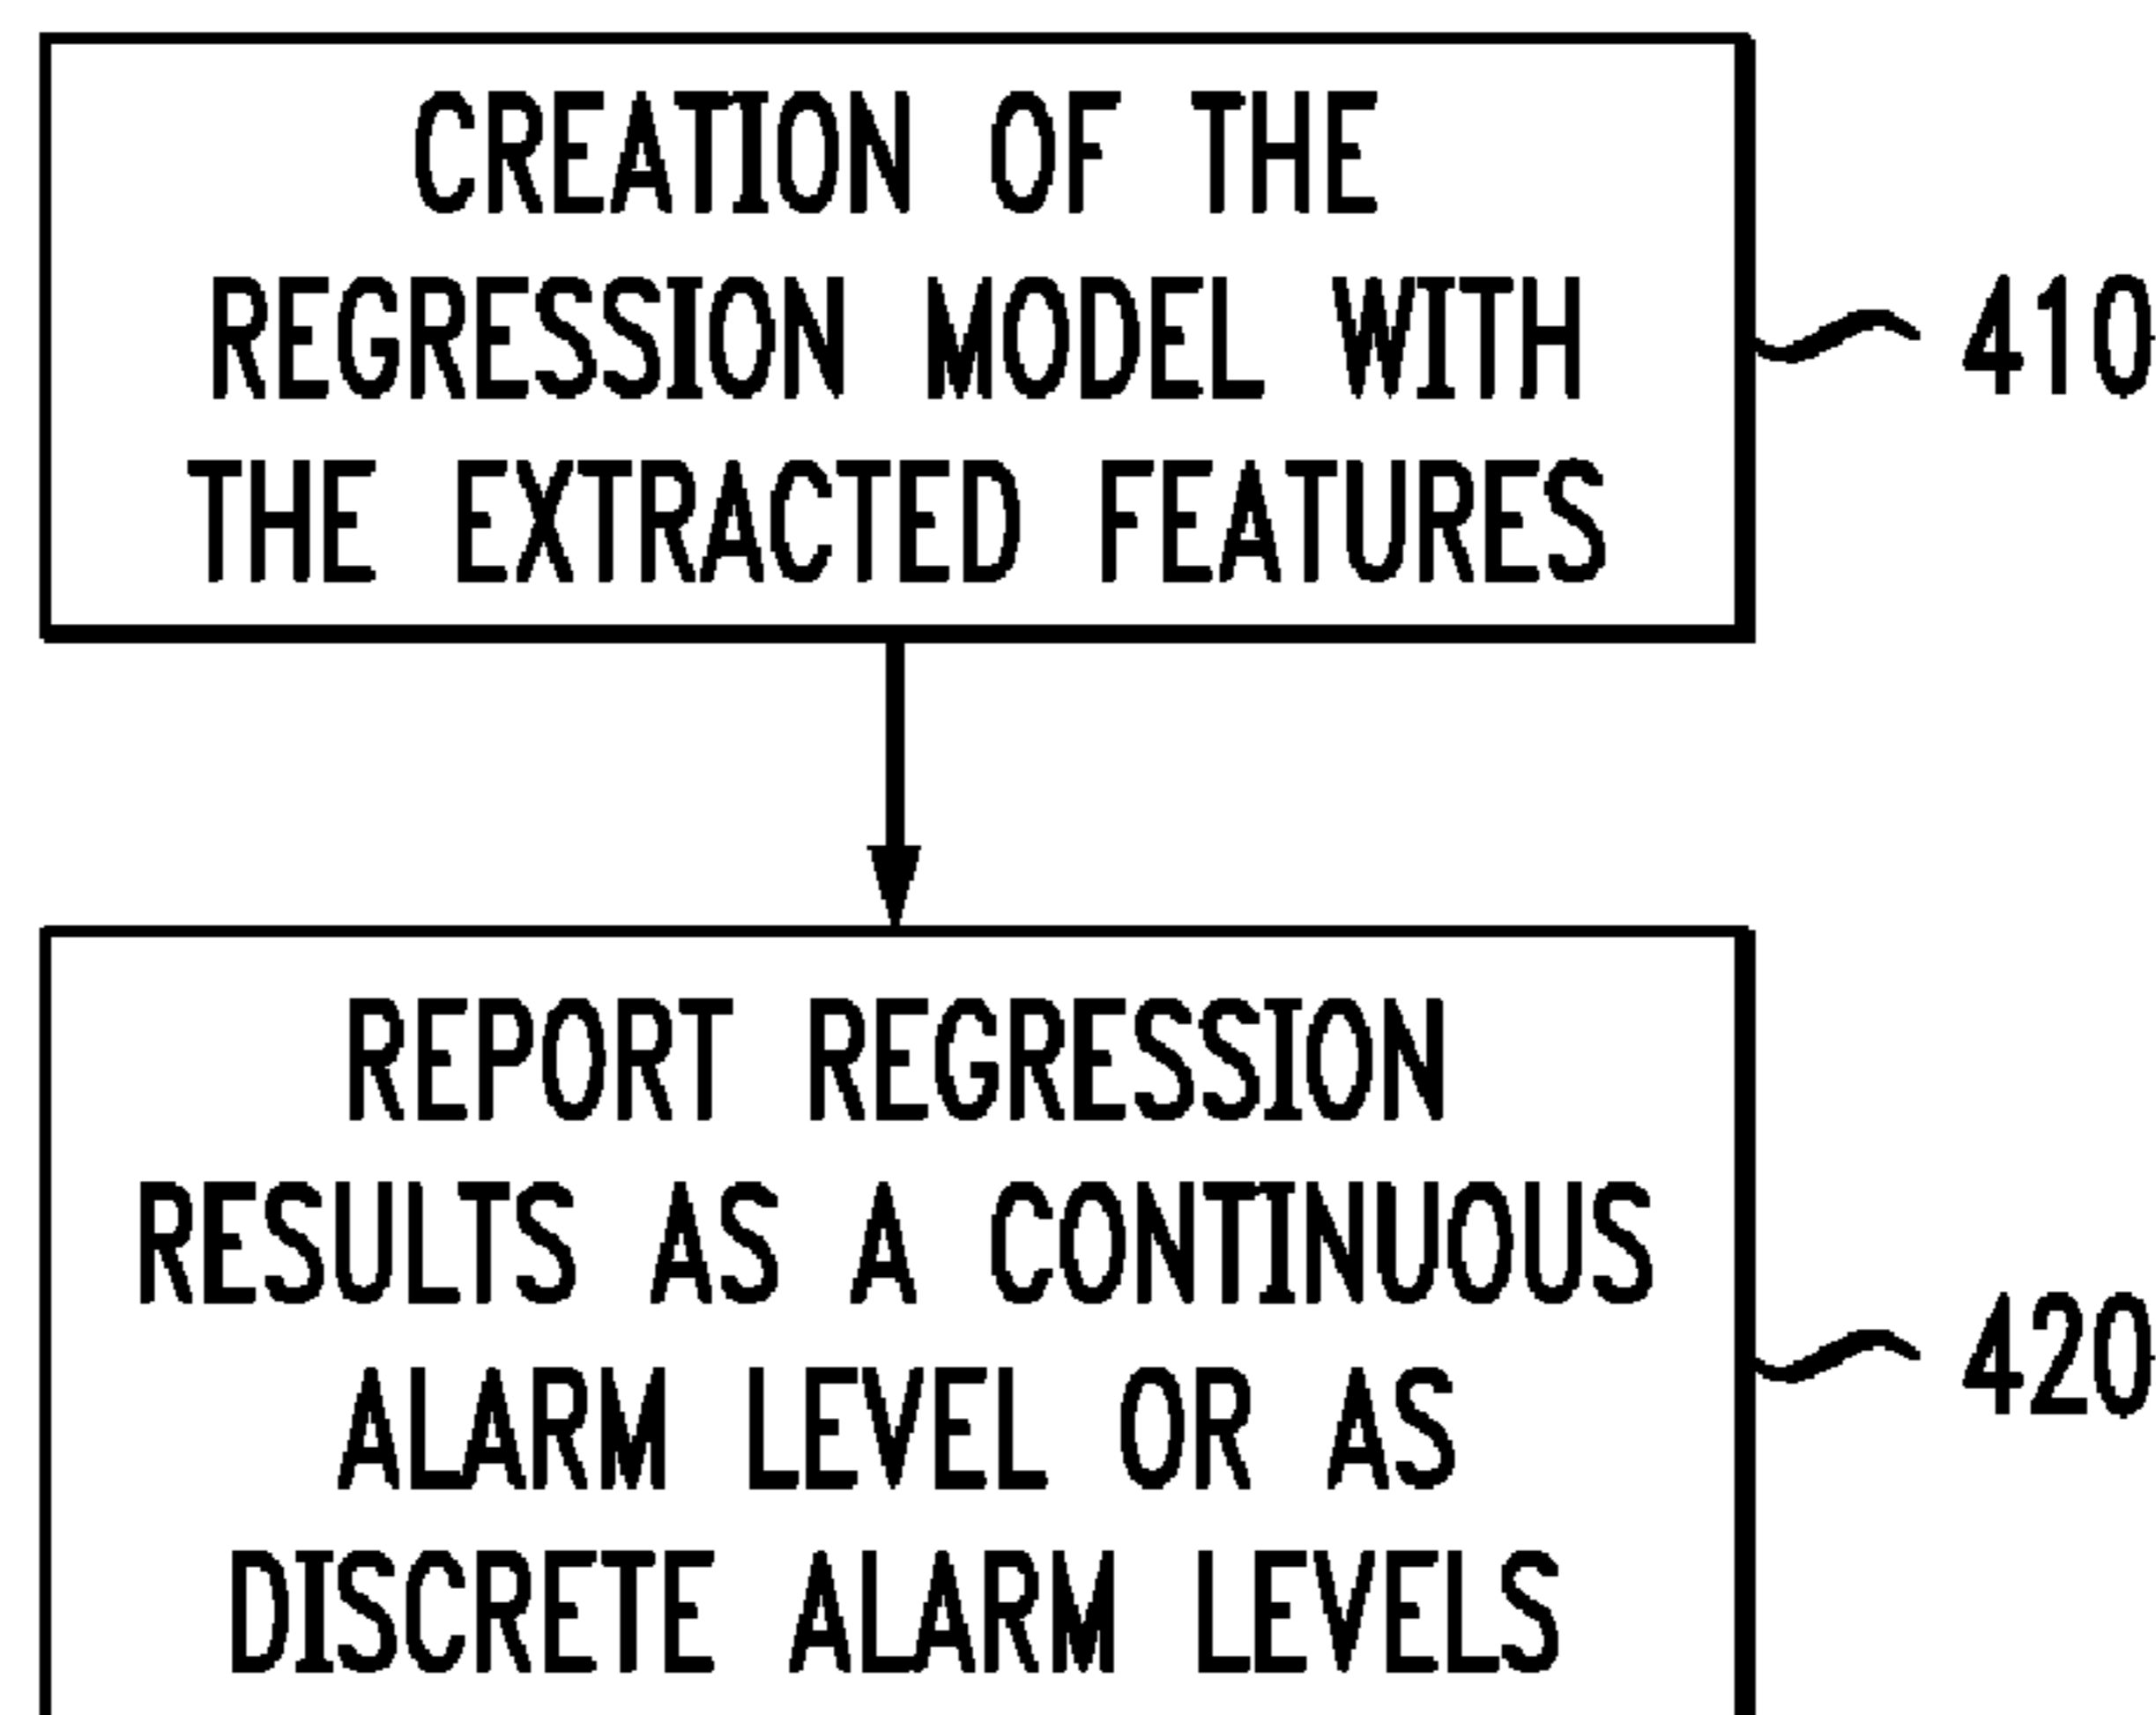 CREATION OF THE
REGRESSION MODEL WITH
THE EXTRACTED FEATURES
410
REPORT REGRESSION
RESULTS AS A CONTINUOUS
ALARM LEVEL OR AS
DISCRETE ALARM LEVELS
420